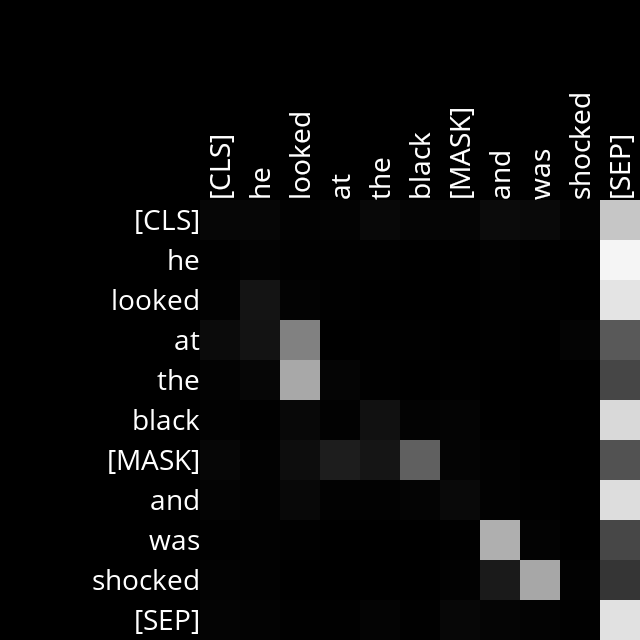 [CLS] he looked at the black [MASK] and was shocked [SEP]
[CLS]
he
looked
at
the
black
[MASK]
and
was
shocked
[SEP]